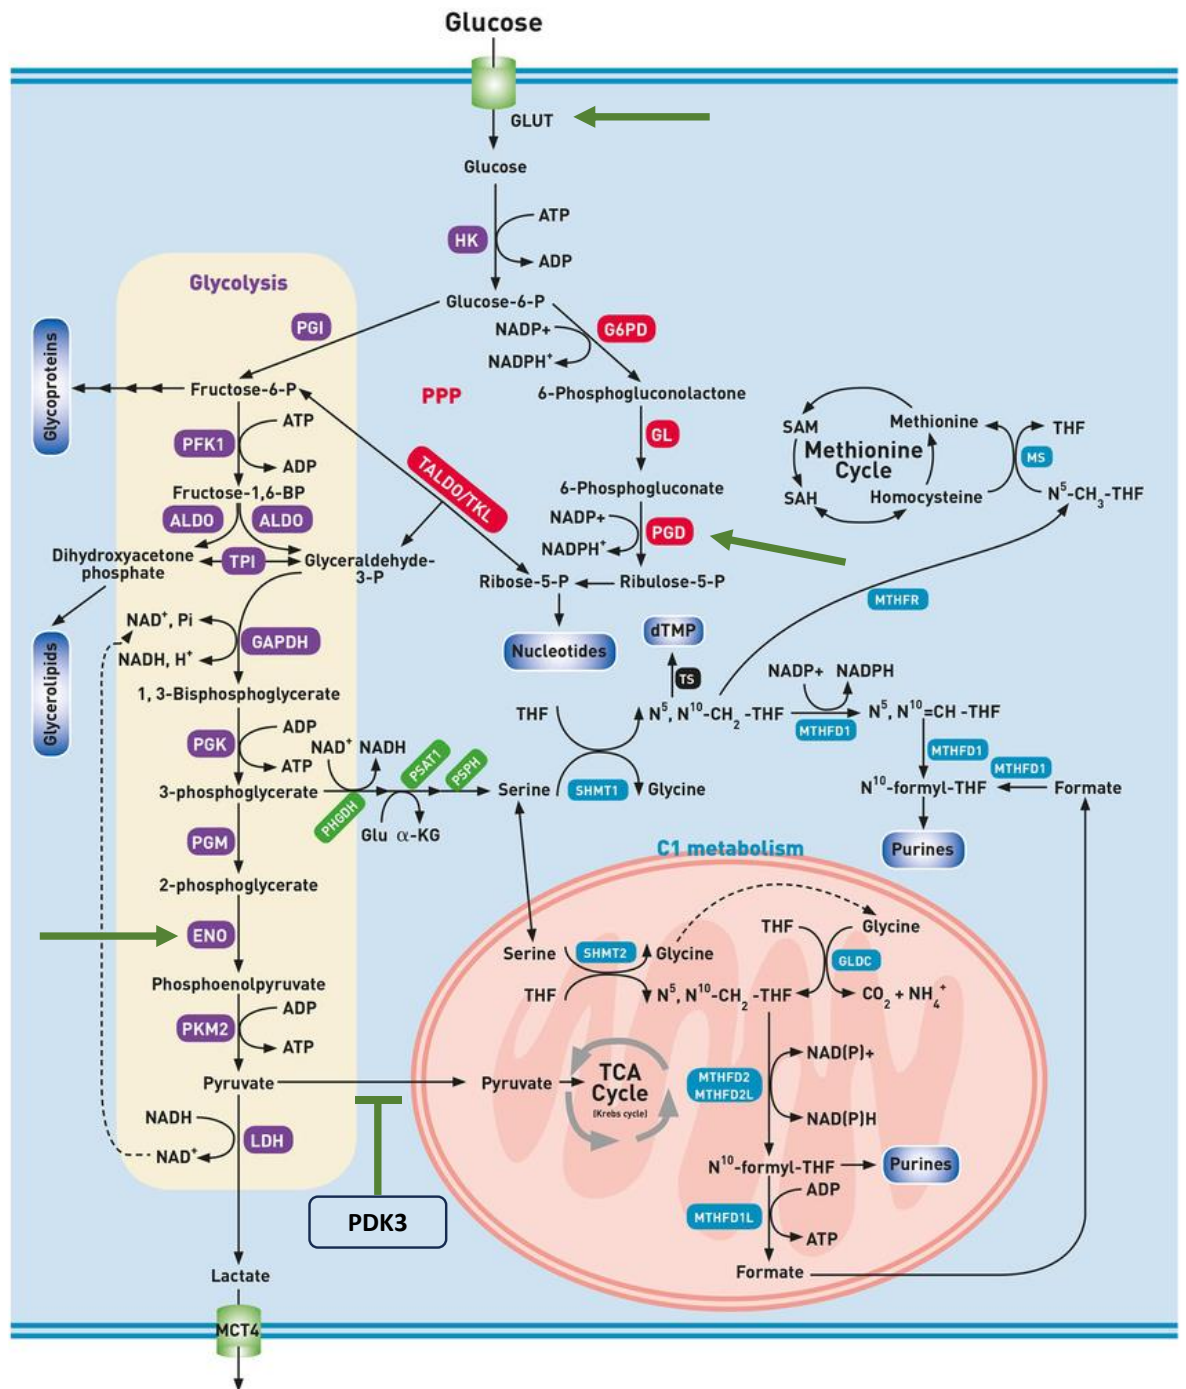 Glucose
GLUT
Glucose
ATP
HK
ADP
Glycolysis
Glucose-6-P
PGI
NADP+
G6PD
NADPH⁺
Glycoproteins
Fructose-6-P
PPP
6-Phosphogluconolactone
ATP
PFK1
ADP
GL
TALDO/TKL
Methionine
SAM
Methionine
Cycle
THF
MS
SAH
Homocysteine
N⁵-CH₃-THF
Fructose-1,6-BP
ALDO
ALDO
6-Phosphogluconate
NADP+
PGD
NADPH⁺
Dihydroxyacetone
phosphate
TPI
Glyceraldehyde-
3-P
Ribose-5-P
Ribulose-5-P
MTHFR
NAD⁺, Pi
GAPDH
NADH, H⁺
Glycerolipids
Nucleotides
dTMP
TS
1, 3-Bisphosphoglycerate
THF
N⁵, N¹⁰-CH₂ -THF
NADP+
NADPH
MTHFD1
N⁵, N¹⁰=CH -THF
ADP
PGK
ATP
NAD⁺
NADH
PSAT1
PSPH
MTHFD1
MTHFD1
3-phosphoglycerate
PHGDH
Glu
α-KG
Serine
SHMT1
Glycine
N¹⁰-formyl-THF
Formate
PGM
C1 metabolism
Purines
2-phosphoglycerate
ENO
Serine
SHMT2
Glycine
THF
Glycine
GLDC
Phosphoenolpyruvate
THF
N⁵, N¹⁰-CH₂ -THF
CO₂ + NH₄⁺
ADP
PKM2
ATP
Pyruvate
Pyruvate
TCA
Cycle
(Krebs cycle)
MTHFD2
MTHFD2L
NAD(P)+
NAD(P)H
NADH
LDH
NAD⁺
N¹⁰-formyl-THF
Purines
PDK3
ADP
MTHFD1L
ATP
Lactate
Formate
MCT4